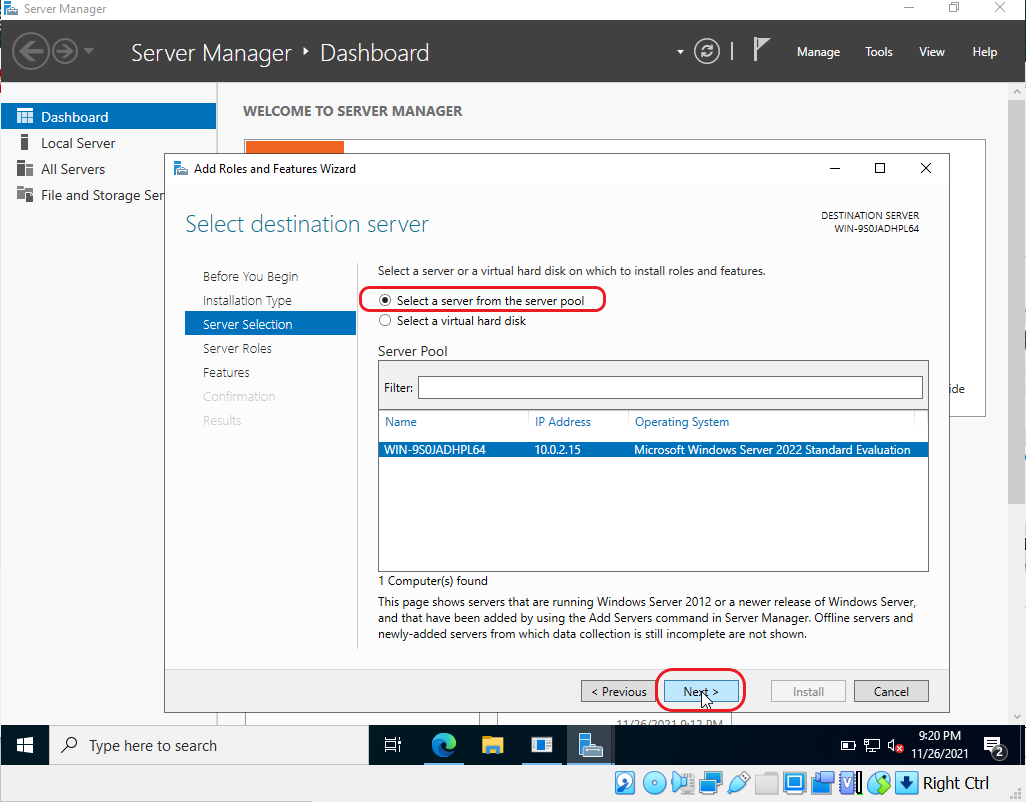 Server Manager
Server Manager • Dashboard
Manage Tools View Help
Dashboard
Local Server
All Servers
File and Storage Ser
WELCOME TO SERVER MANAGER
Add Roles and Features Wizard
Select destination server
DESTINATION SERVER
WIN-9S0JADHPL64
Before You Begin
Installation Type
Server Selection
Server Roles
Features
Confirmation
Results
Select a server or a virtual hard disk on which to install roles and features.
Select a server from the server pool
Select a virtual hard disk
Server Pool
Filter:
Name IP Address Operating System
WIN-9S0JADHPL64 10.0.2.15 Microsoft Windows Server 2022 Standard Evaluation
1 Computer(s) found
This page shows servers that are running Windows Server 2012 or a newer release of Windows Server,
and that have been added by using the Add Servers command in Server Manager. Offline servers and
newly-added servers from which data collection is still incomplete are not shown.
ide
< Previous Next > Install Cancel
11/26/2021 9:12 PM
Type here to search
9:20 PM
11/26/2021
2
Right Ctrl